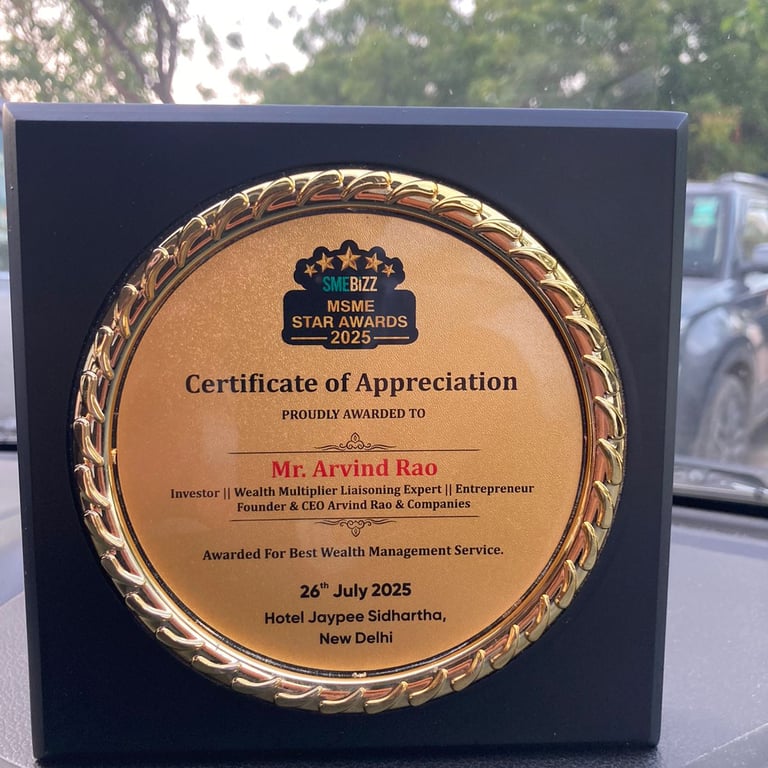 SMEBiZZ
MSME
STAR AWARDS
2025
Certificate of Appreciation
PROUDLY AWARDED TO
Mr. Arvind Rao
Investor || Wealth Multiplier Liaisoning Expert || Entrepreneur
Founder & CEO Arvind Rao & Companies
Awarded For Best Wealth Management Service.
26th July 2025
Hotel Jaypee Sidhartha,
New Delhi